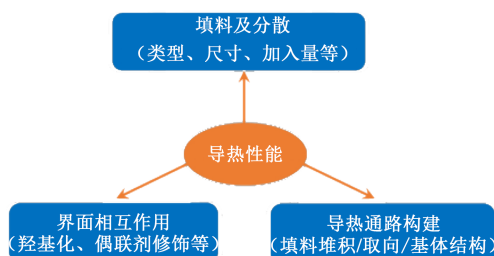 填料及分散
（类型、尺寸、加入量等）
导热性能
界面相互作用
（羟基化、偶联剂修饰等）
导热通路构建
（填料堆积/取向/基体结构）